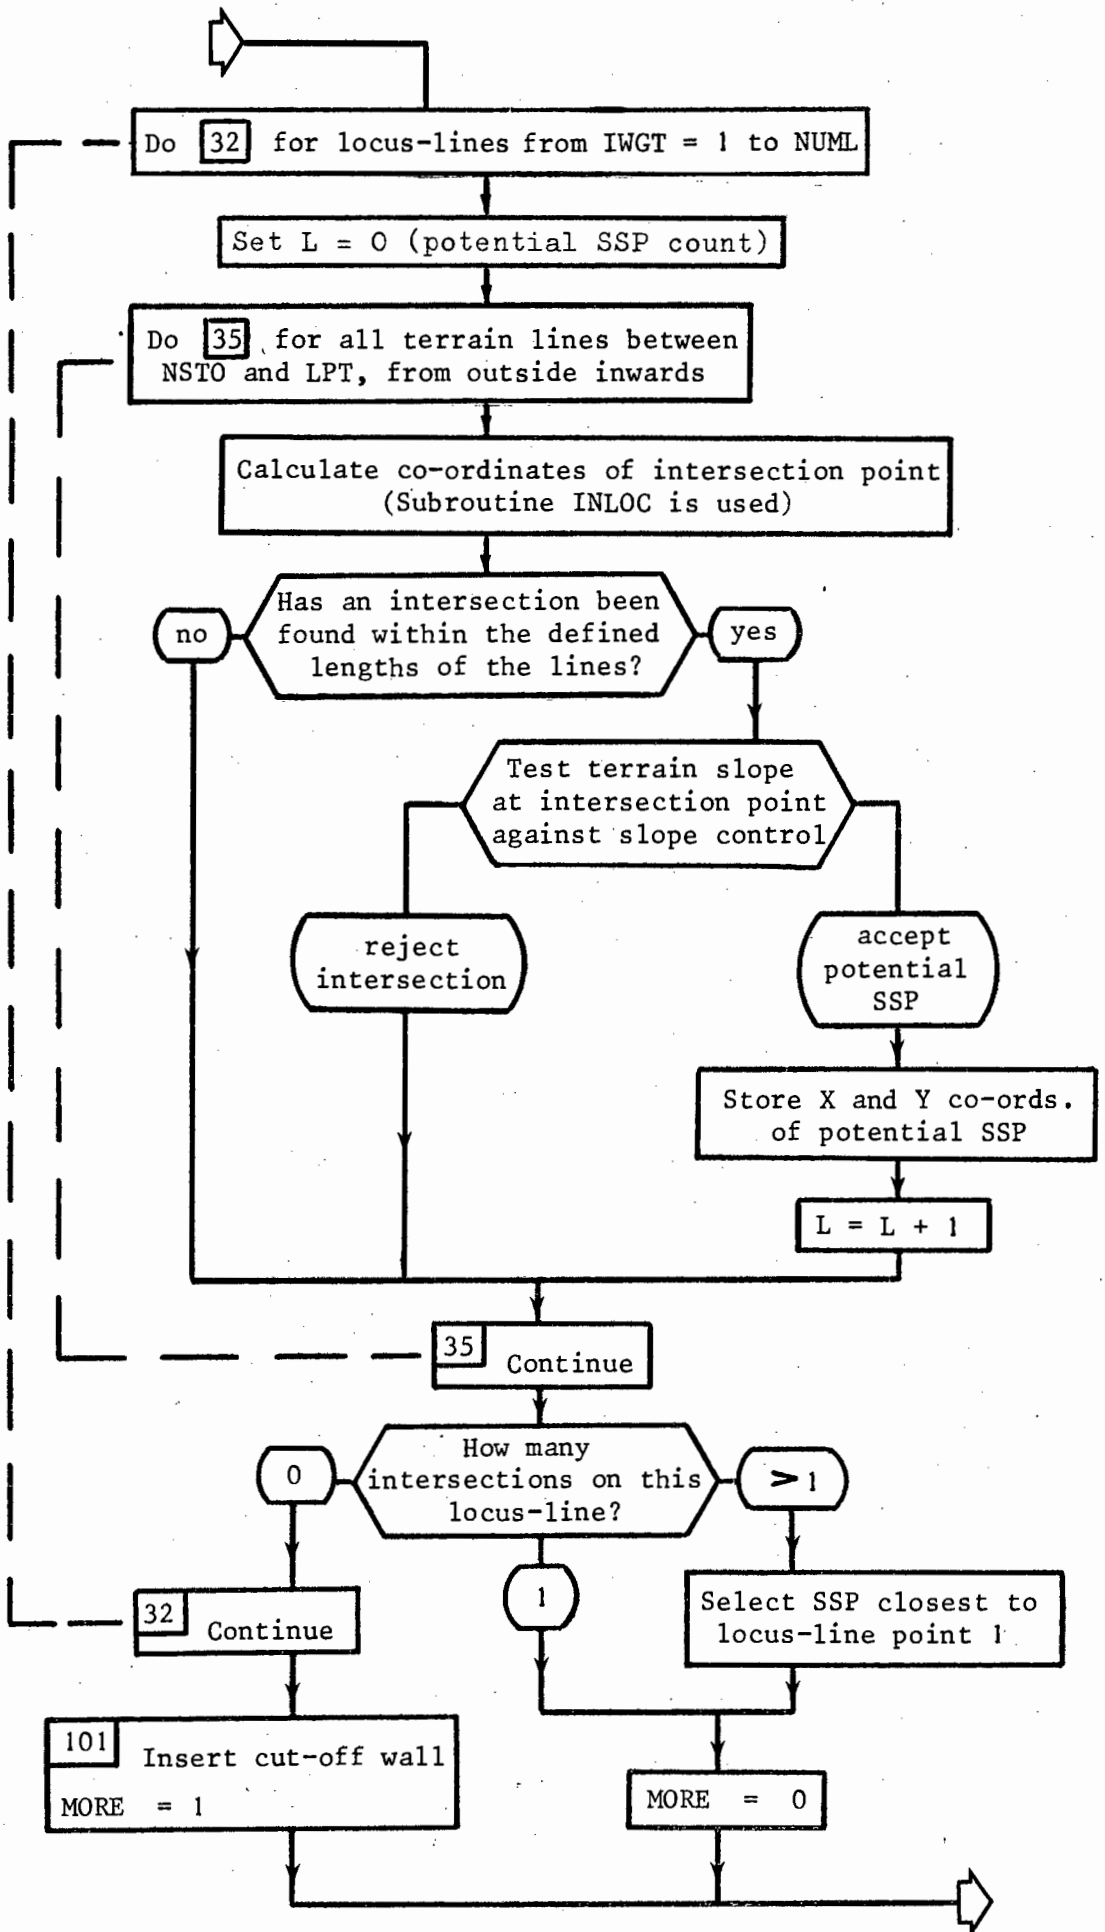 Do 32 for locus-lines from IWGT = 1 to NUML
Set L = 0 (potential SSP count)
Do 35 for all terrain lines between
NSTO and LPT, from outside inwards
Calculate co-ordinates of intersection point
(Subroutine INLOC is used)
Has an intersection been
found within the defined
lengths of the lines?
no
yes
Test terrain slope
at intersection point
against slope control
reject
intersection
accept
potential
SSP
Store X and Y co-ords.
of potential SSP
L = L + 1
35
Continue
How many
intersections on this
locus-line?
0
> 1
1
32
Continue
Select SSP closest to
locus-line point 1
101
Insert cut-off wall
MORE = 1
MORE = 0